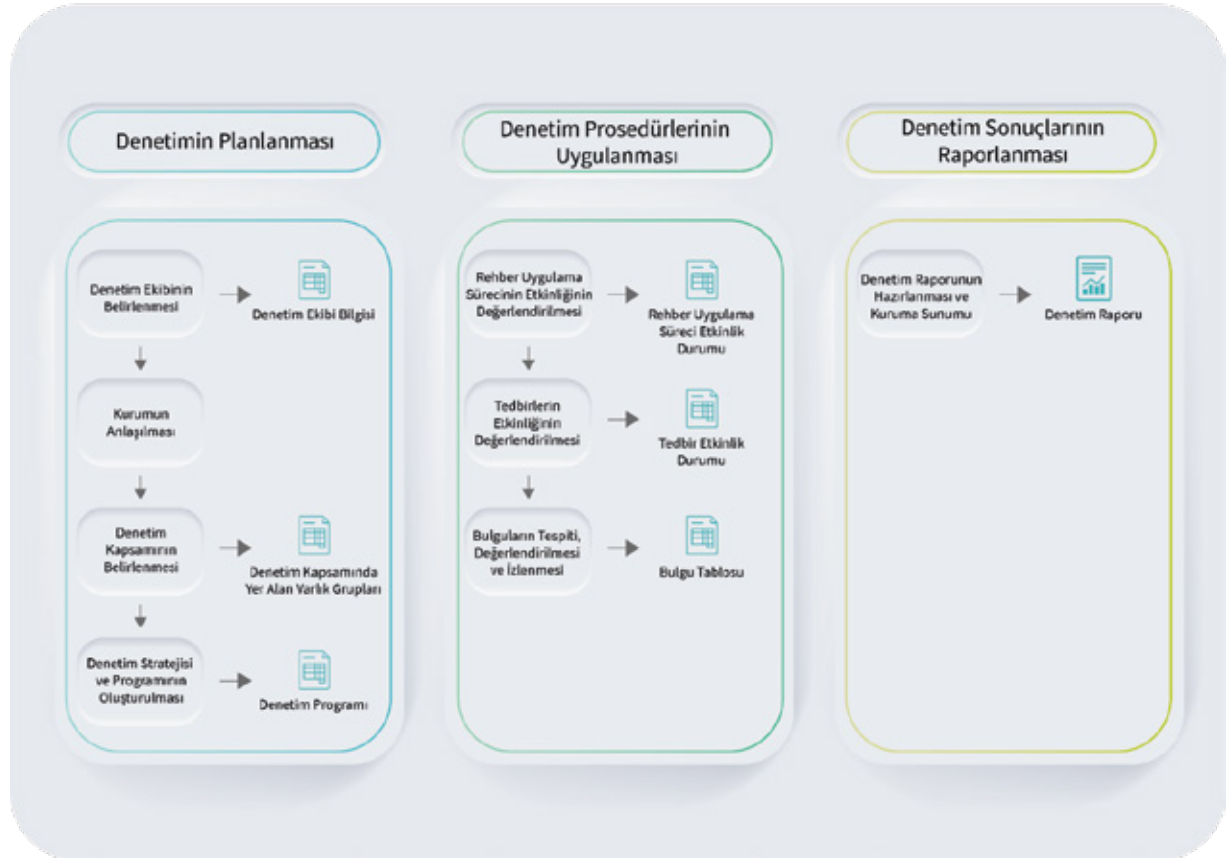 Denetimin Planlanması
Denetim Ekibinin
Belirlenmesi
Denetim Ekibi Bilgisi
Kurumun
Anlaşılması
Denetim
Kapsamının
Belirlenmesi
Denetim Kapsamında
Yer Alan Varlık Grupları
Denetim Stratejisi
ve Programının
Oluşturulması
Denetim Programı
Denetim Prosedürlerinin
Uygulanması
Rehber Uygulama
Sürecinin Etkinliğinin
Değerlendirilmesi
Rehber Uygulama
Süreci Etkinlik
Durumu
Tedbirlerin
Etkinliğinin
Değerlendirilmesi
Tedbir Etkinlik
Durumu
Bulguların Tespiti,
Değerlendirilmesi
ve İzlenmesi
Bulgu Tablosu
Denetim Sonuçlarının
Raporlanması
Denetim Raporunun
Hazırlanması ve
Kuruma Sunumu
Denetim Raporu